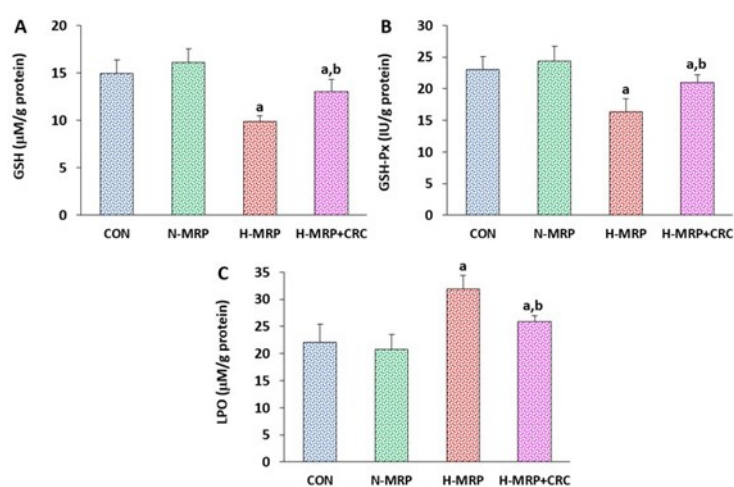 A
GSH (µM/g protein)
20
15
10
5
0
a
a,b
CON N-MRP H-MRP H-MRP+CRC
B
GSH-Px (IU/g protein)
30
25
20
15
10
5
0
a
a,b
CON N-MRP H-MRP H-MRP+CRC
C
LPO (µM/g protein)
35
30
25
20
15
10
5
0
a
a,b
CON N-MRP H-MRP H-MRP+CRC